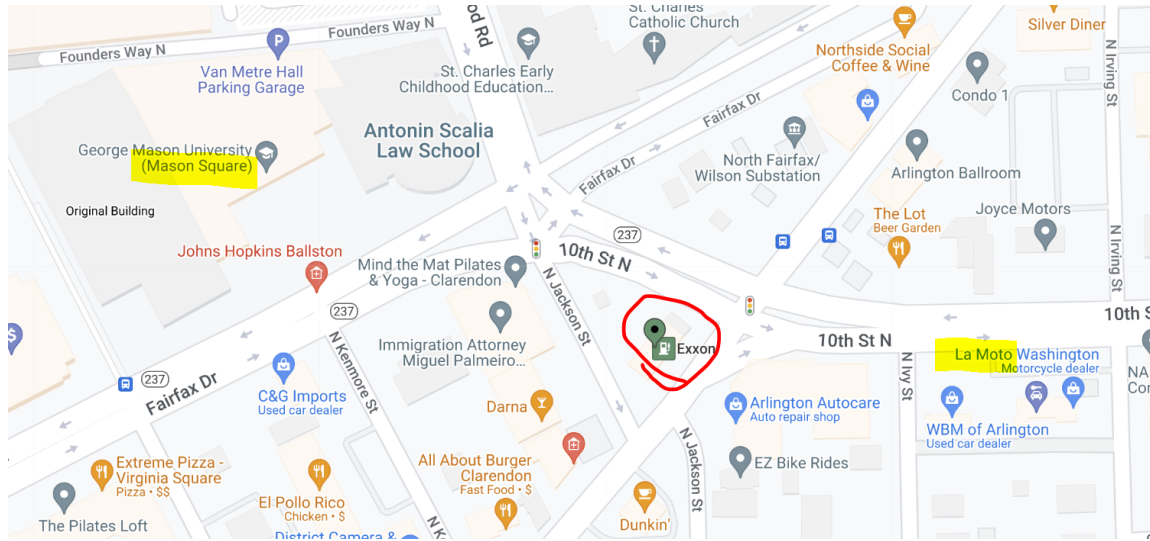 Founders Way N
Founders Way N
Van Metre Hall
Parking Garage
St. Charles Early
Childhood Education...
St. Charles
Catholic Church
Northside Social
Coffee & Wine
Silver Diner
N Irving St
Condo 1
Antonin Scalia
Law School
George Mason University
(Mason Square)
Fairfax Dr
Fairfax Dr
North Fairfax/
Wilson Substation
Arlington Ballroom
Original Building
The Lot
Beer Garden
Joyce Motors
N Irving St
Johns Hopkins Ballston
Mind the Mat Pilates
& Yoga - Clarendon
237
10th St N
237
N Jackson St
Immigration Attorney
Miguel Palmeiro...
Exxon
10th St N
10th S
N Kenmore St
La Moto Washington
Motorcycle dealer
NA
Co
237
Fairfax Dr
C&G Imports
Used car dealer
Darna
Arlington Autocare
Auto repair shop
N Ivy St
WBM of Arlington
Used car dealer
Extreme Pizza -
Virginia Square
Pizza • $$
El Pollo Rico
Chicken • $
All About Burger
Clarendon
Fast Food • $
N Jackson St
EZ Bike Rides
The Pilates Loft
District Camera &
Dunkin'